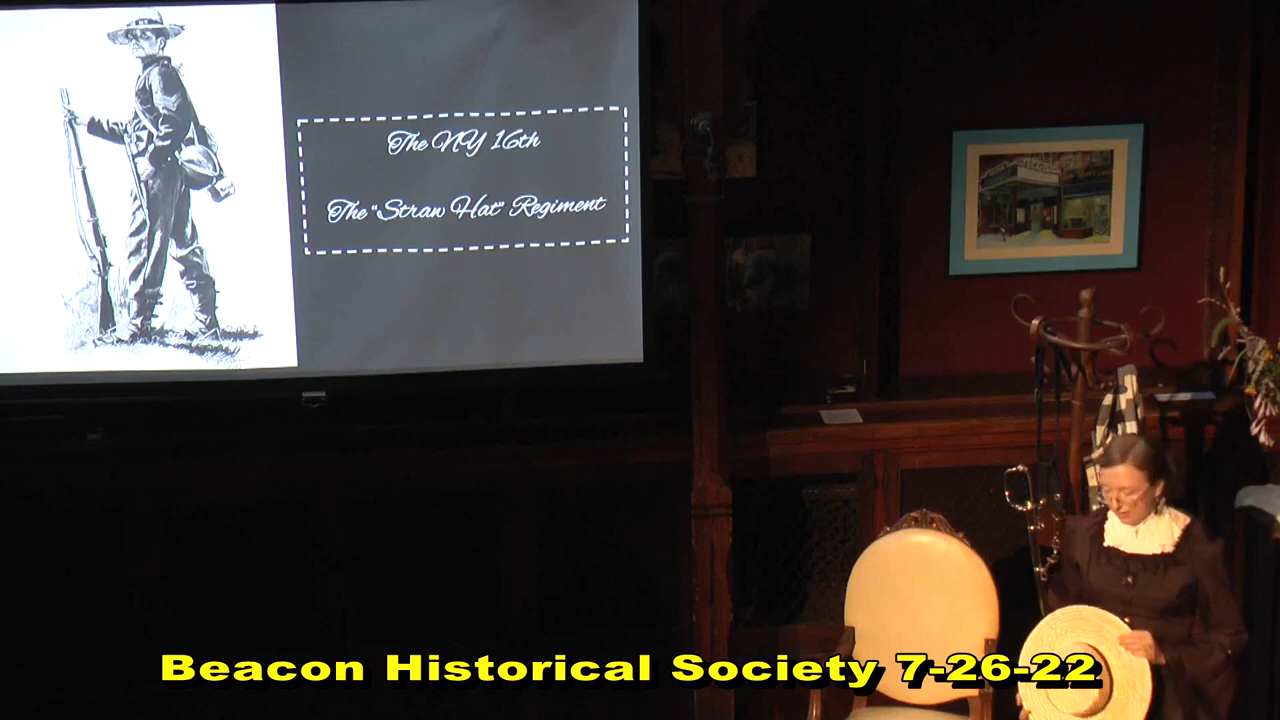 The NY 16th
The "Straw Hat" Regiment
Beacon Historical Society 7-26-22